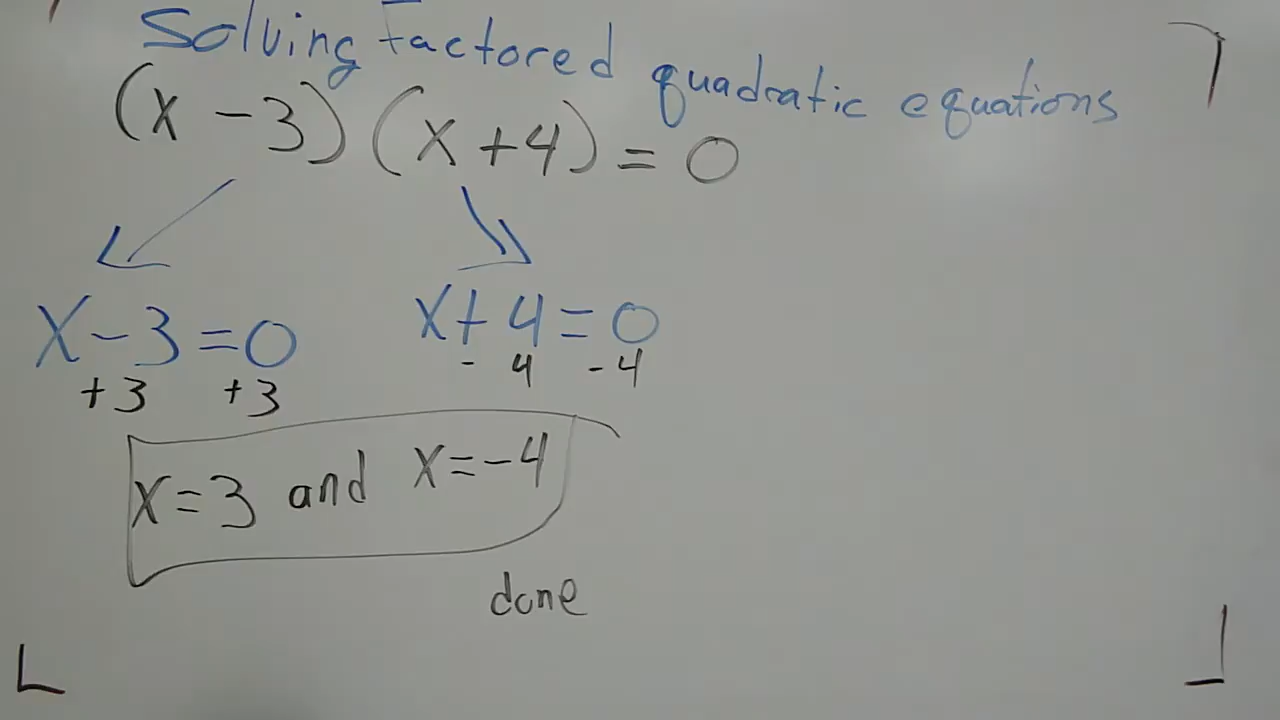 Solving Factored quadratic equations
(x - 3) (x + 4) = 0
x - 3 = 0 x + 4 = 0
+3 +3 - 4 - 4
x = 3 and x = -4
done